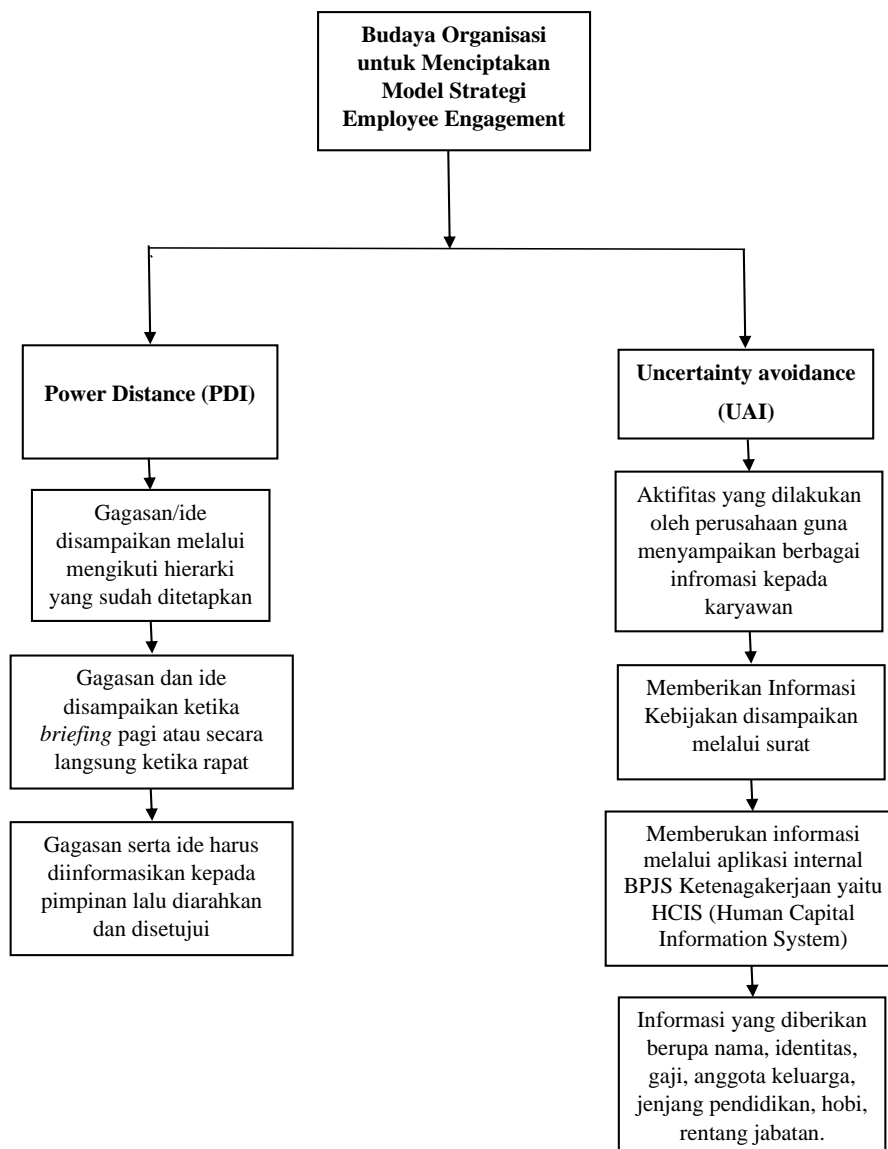 Budaya Organisasi
untuk Menciptakan
Model Strategi
Employee Engagement
Power Distance (PDI)
Gagasan/ide
disampaikan melalui
mengikuti hierarki
yang sudah ditetapkan
Gagasan dan ide
disampaikan ketika
briefing pagi atau secara
langsung ketika rapat
Gagasan serta ide harus
diinformasikan kepada
pimpinan lalu diarahkan
dan disetujui
Uncertainty avoidance
(UAI)
Aktifitas yang dilakukan
oleh perusahaan guna
menyampaikan berbagai
infromasi kepada
karyawan
Memberikan Informasi
Kebijakan disampaikan
melalui surat
Memberukan informasi
melalui aplikasi internal
BPJS Ketenagakerjaan yaitu
HCIS (Human Capital
Information System)
Informasi yang diberikan
berupa nama, identitas,
gaji, anggota keluarga,
jenjang pendidikan, hobi,
rentang jabatan.